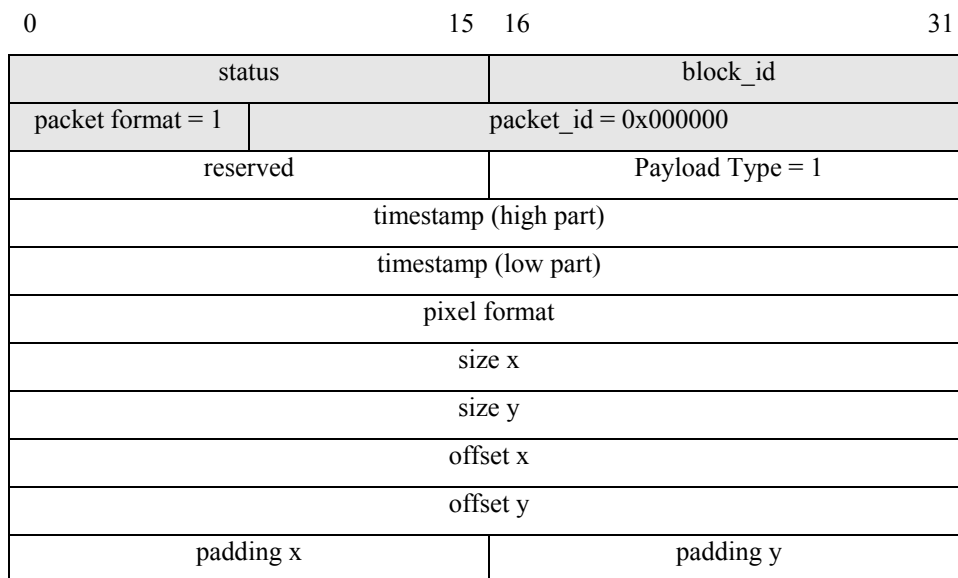 0 15 16 31
status block_id
packet format = 1 packet_id = 0x000000
reserved Payload Type = 1
timestamp (high part)
timestamp (low part)
pixel format
size x
size y
offset x
offset y
padding x padding y